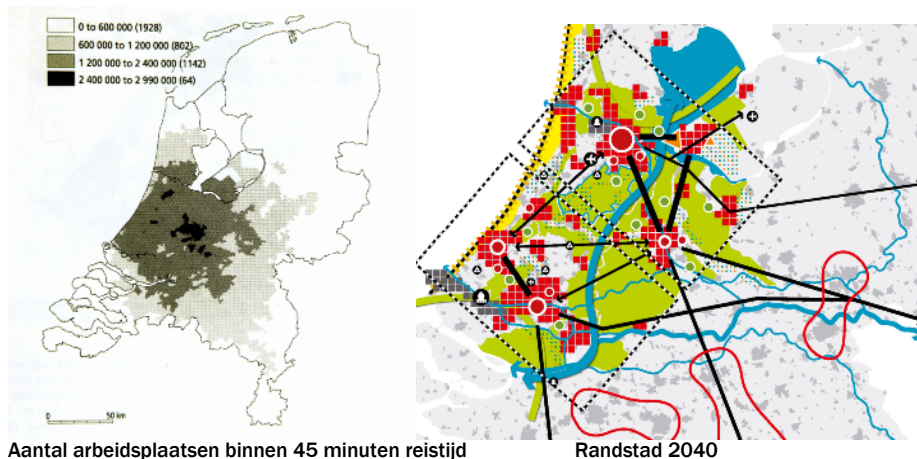 0 to 600 000 (1928)
600 000 to 1 200 000 (802)
1 200 000 to 2 400 000 (1142)
2 400 000 to 2 990 000 (64)
0 50 km
Aantal arbeidsplaatsen binnen 45 minuten reistijd
Randstad 2040